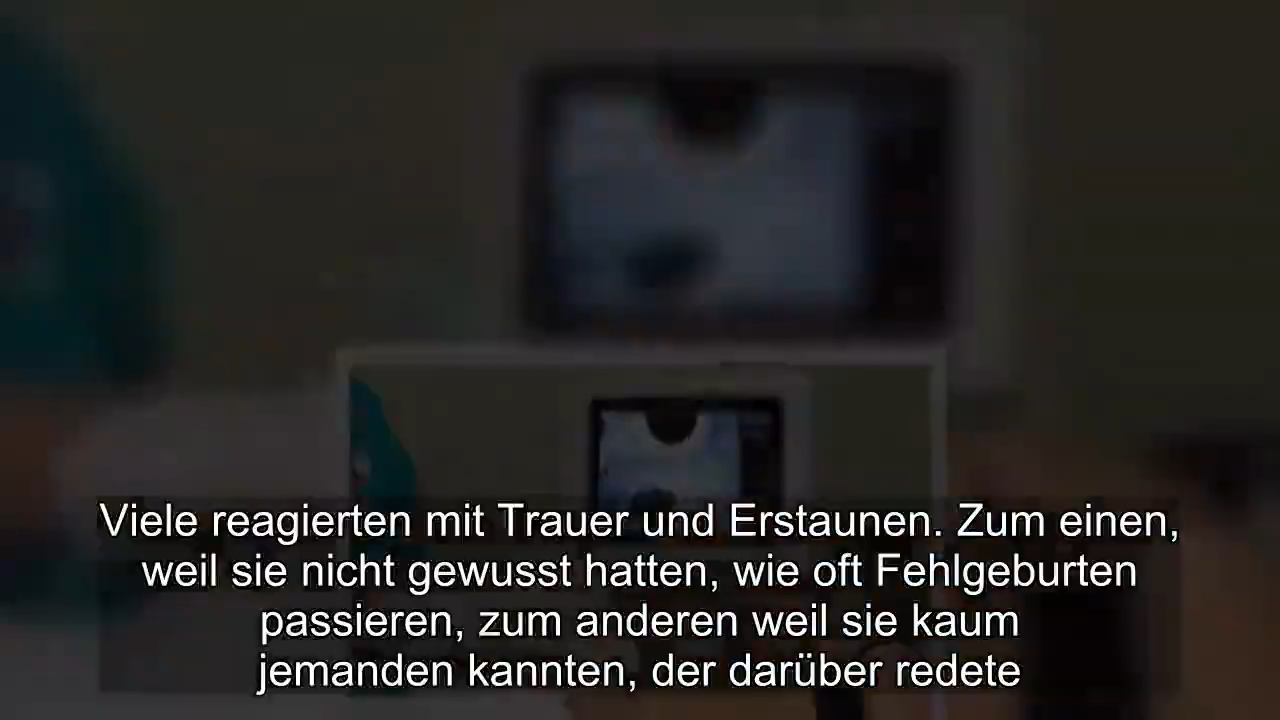 Viele reagierten mit Trauer und Erstaunen. Zum einen,
weil sie nicht gewusst hatten, wie oft Fehlgeburten
passieren, zum anderen weil sie kaum
jemanden kannten, der darüber redete